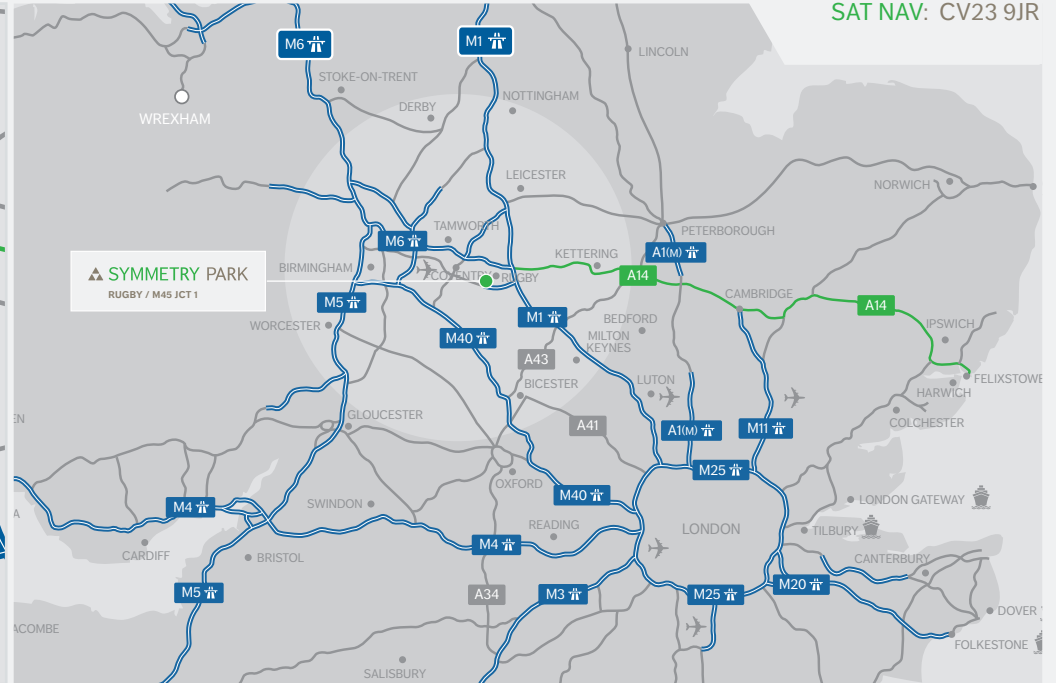 SAT NAV: CV23 9JR
M6
M1
LINCOLN
STOKE-ON-TRENT
NOTTINGHAM
DERBY
WREXHAM
LEICESTER
NORWICH
TAMWORTH
PETERBOROUGH
M6
KETTERING
A1(M)
BIRMINGHAM
COVENTRY
RUGBY
A14
SYMMETRY PARK
RUGBY / M45 JCT 1
CAMBRIDGE
A14
M5
M1
BEDFORD
IPSWICH
WORCESTER
M40
MILTON
KEYNES
A43
LUTON
FELIXSTOWE
BICESTER
HARWICH
GLOUCESTER
COLCHESTER
A41
A1(M)
M11
EN
M25
OXFORD
M40
LONDON GATEWAY
SWINDON
M4
A
READING
LONDON
TILBURY
CARDIFF
M4
BRISTOL
CANTERBURY
M5
A34
M3
M25
M20
DOVER
ACOMBE
FOLKESTONE
SALISBURY